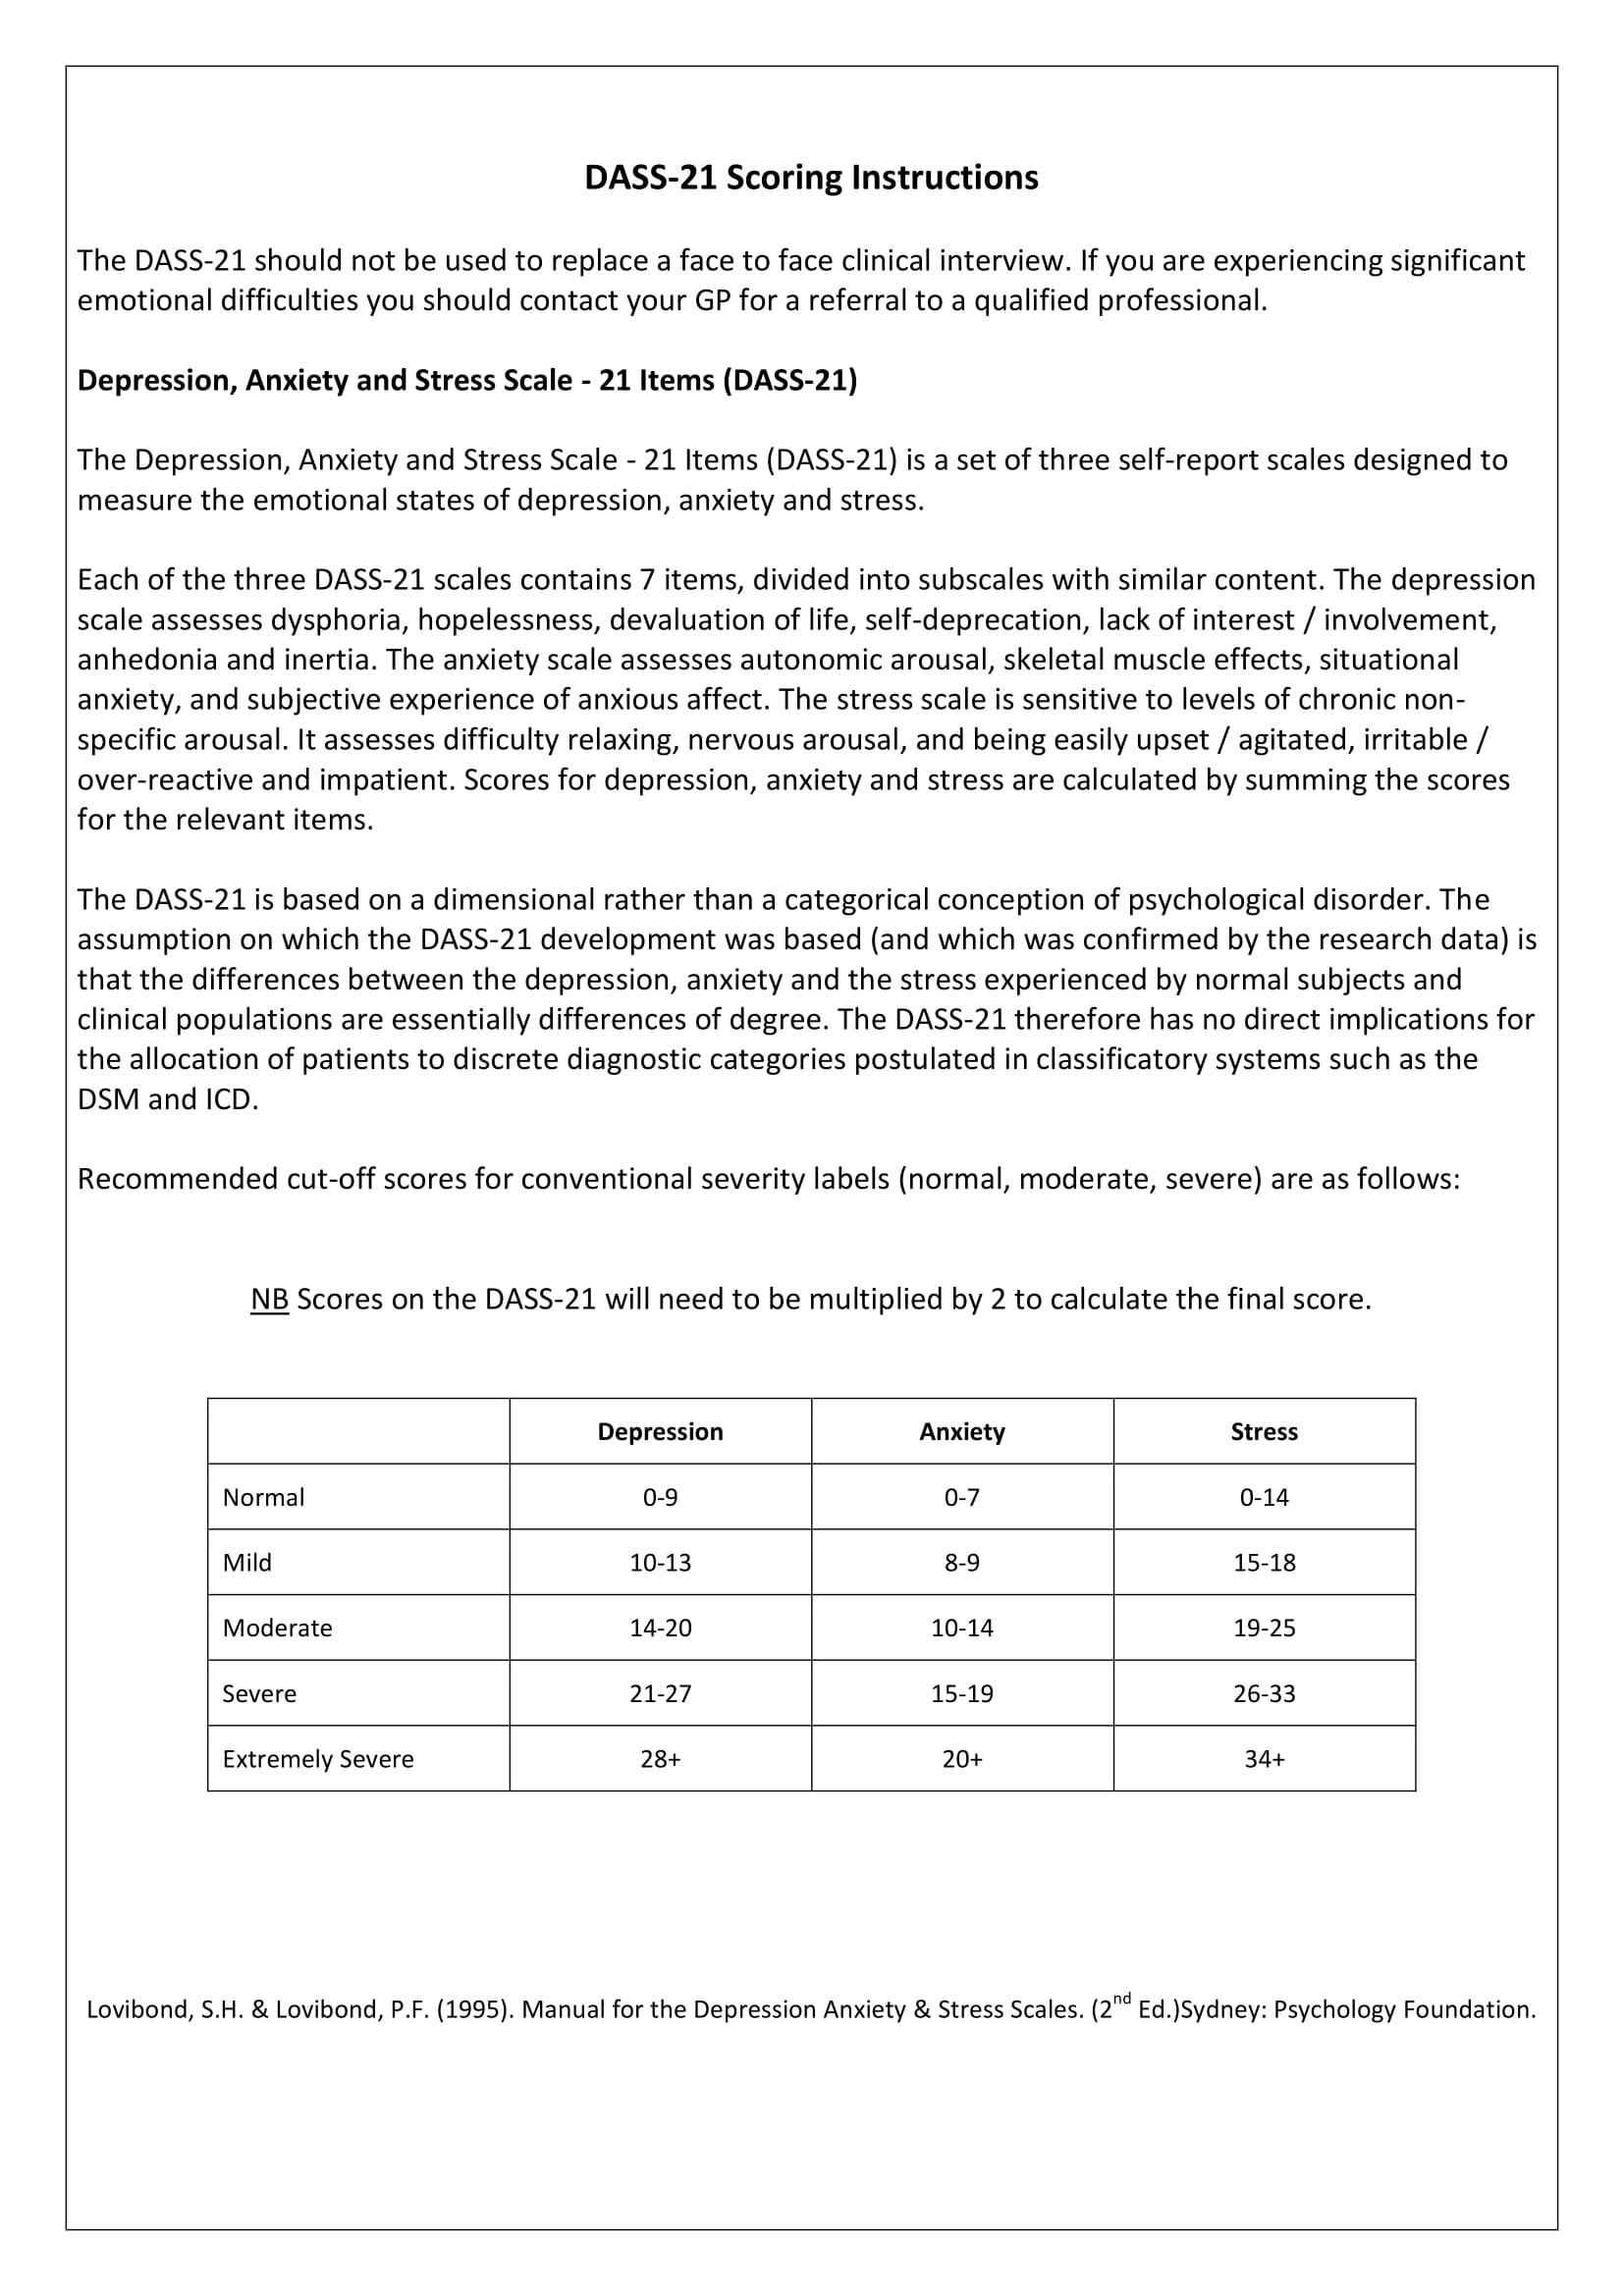 DASS-21 Scoring Instructions
The DASS-21 should not be used to replace a face to face clinical interview. If you are experiencing significant
emotional difficulties you should contact your GP for a referral to a qualified professional.
Depression, Anxiety and Stress Scale - 21 Items (DASS-21)
The Depression, Anxiety and Stress Scale - 21 Items (DASS-21) is a set of three self-report scales designed to
measure the emotional states of depression, anxiety and stress.
Each of the three DASS-21 scales contains 7 items, divided into subscales with similar content. The depression
scale assesses dysphoria, hopelessness, devaluation of life, self-deprecation, lack of interest / involvement,
anhedonia and inertia. The anxiety scale assesses autonomic arousal, skeletal muscle effects, situational
anxiety, and subjective experience of anxious affect. The stress scale is sensitive to levels of chronic non-
specific arousal. It assesses difficulty relaxing, nervous arousal, and being easily upset / agitated, irritable /
over-reactive and impatient. Scores for depression, anxiety and stress are calculated by summing the scores
for the relevant items.
The DASS-21 is based on a dimensional rather than a categorical conception of psychological disorder. The
assumption on which the DASS-21 development was based (and which was confirmed by the research data) is
that the differences between the depression, anxiety and the stress experienced by normal subjects and
clinical populations are essentially differences of degree. The DASS-21 therefore has no direct implications for
the allocation of patients to discrete diagnostic categories postulated in classificatory systems such as the
DSM and ICD.
Recommended cut-off scores for conventional severity labels (normal, moderate, severe) are as follows:
NB Scores on the DASS-21 will need to be multiplied by 2 to calculate the final score.
Depression Anxiety Stress
Normal 0-9 0-7 0-14
Mild 10-13 8-9 15-18
Moderate 14-20 10-14 19-25
Severe 21-27 15-19 26-33
Extremely Severe 28+ 20+ 34+
Lovibond, S.H. & Lovibond, P.F. (1995). Manual for the Depression Anxiety & Stress Scales. (2nd Ed.)Sydney: Psychology Foundation.